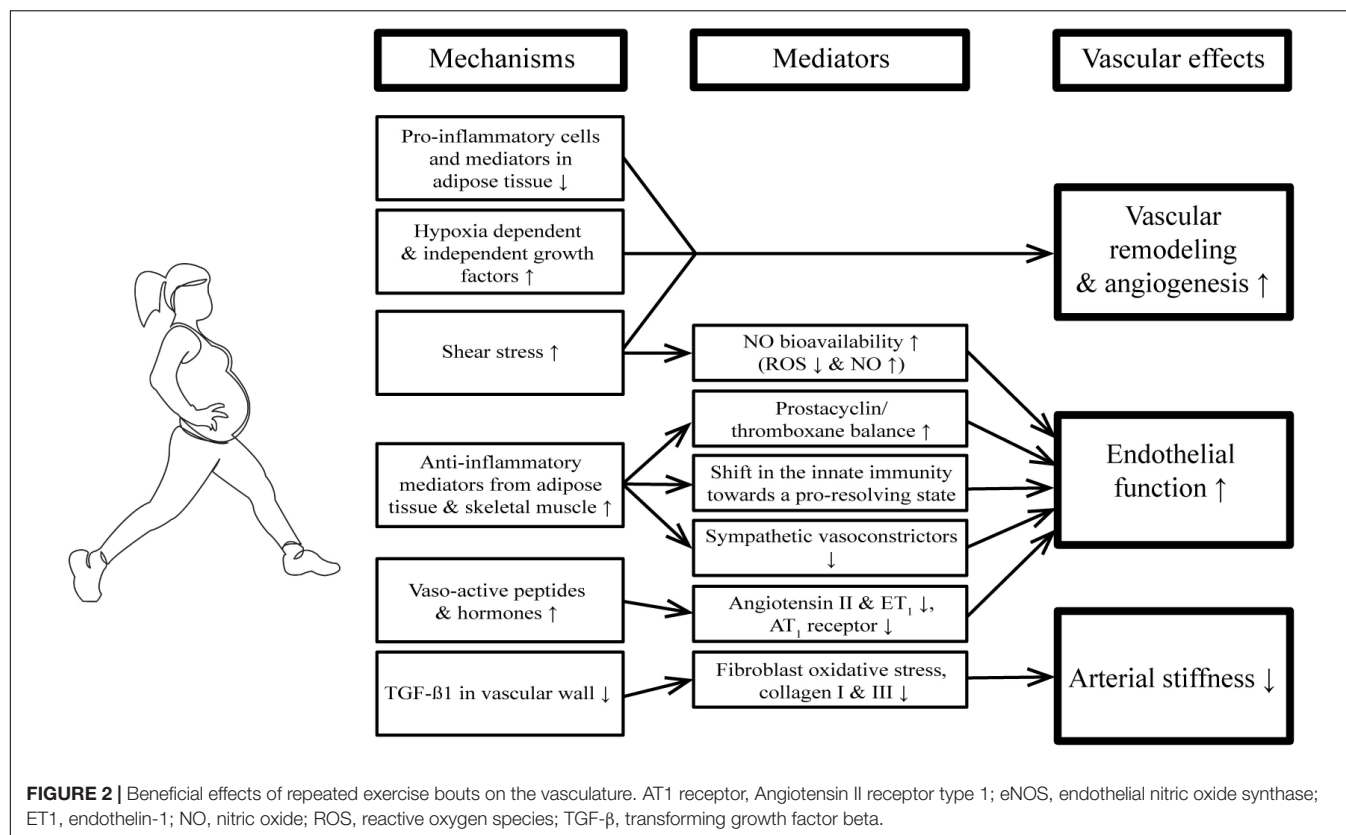 Mechanisms
Mediators
Vascular effects
Pro-inflammatory cells
and mediators in
adipose tissue ↓
Hypoxia dependent
& independent growth
factors ↑
Shear stress ↑
Anti-inflammatory
mediators from adipose
tissue & skeletal muscle ↑
Vaso-active peptides
& hormones ↑
TGF-ß1 in vascular wall ↓
NO bioavailability ↑
(ROS ↓ & NO ↑)
Prostacyclin/
thromboxane balance ↑
Shift in the innate immunity
towards a pro-resolving state
Sympathetic vasoconstrictors
↓
Angiotensin II & ET₁ ↓,
AT₁ receptor ↓
Fibroblast oxidative stress,
collagen I & III ↓
Vascular
remodeling
& angiogenesis ↑
Endothelial
function ↑
Arterial stiffness ↓
FIGURE 2 | Beneficial effects of repeated exercise bouts on the vasculature. AT1 receptor, Angiotensin II receptor type 1; eNOS, endothelial nitric oxide synthase;
ET1, endothelin-1; NO, nitric oxide; ROS, reactive oxygen species; TGF-β, transforming growth factor beta.